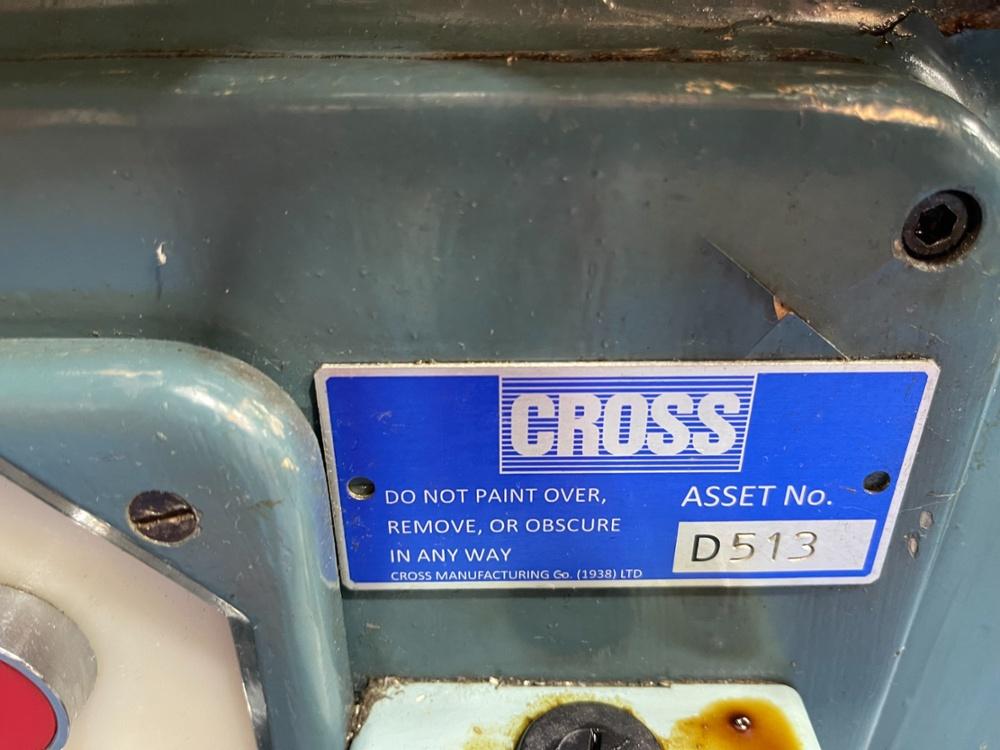 CROSS
DO NOT PAINT OVER,
REMOVE, OR OBSCURE
IN ANY WAY
CROSS MANUFACTURING Co. (1938) LTD
ASSET No.
D513